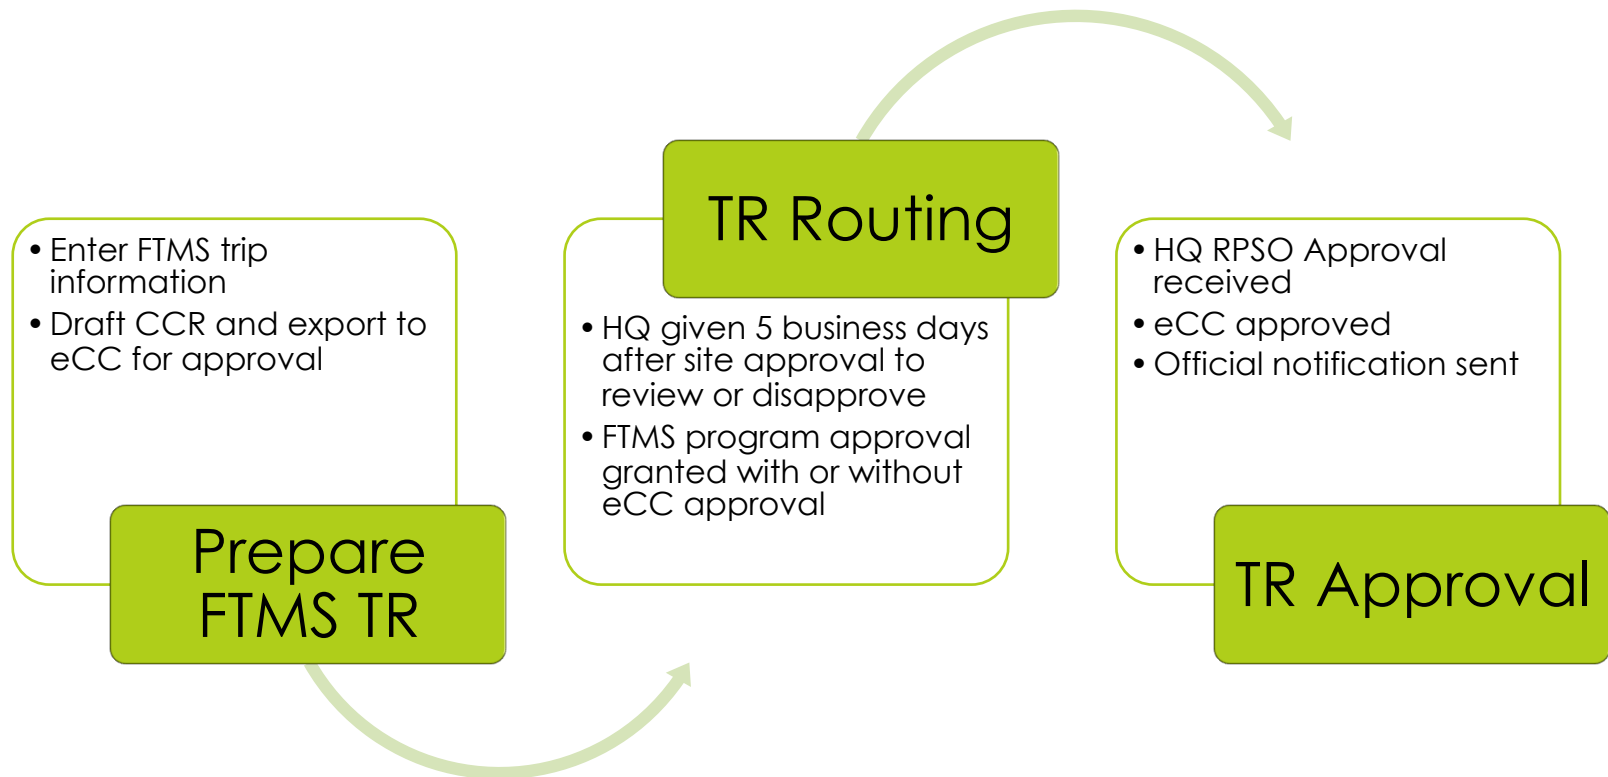 • Enter FTMS trip
information
• Draft CCR and export to
eCC for approval
Prepare
FTMS TR
TR Routing
• HQ given 5 business days
after site approval to
review or disapprove
• FTMS program approval
granted with or without
eCC approval
• HQ RPSO Approval
received
• eCC approved
• Official notification sent
TR Approval